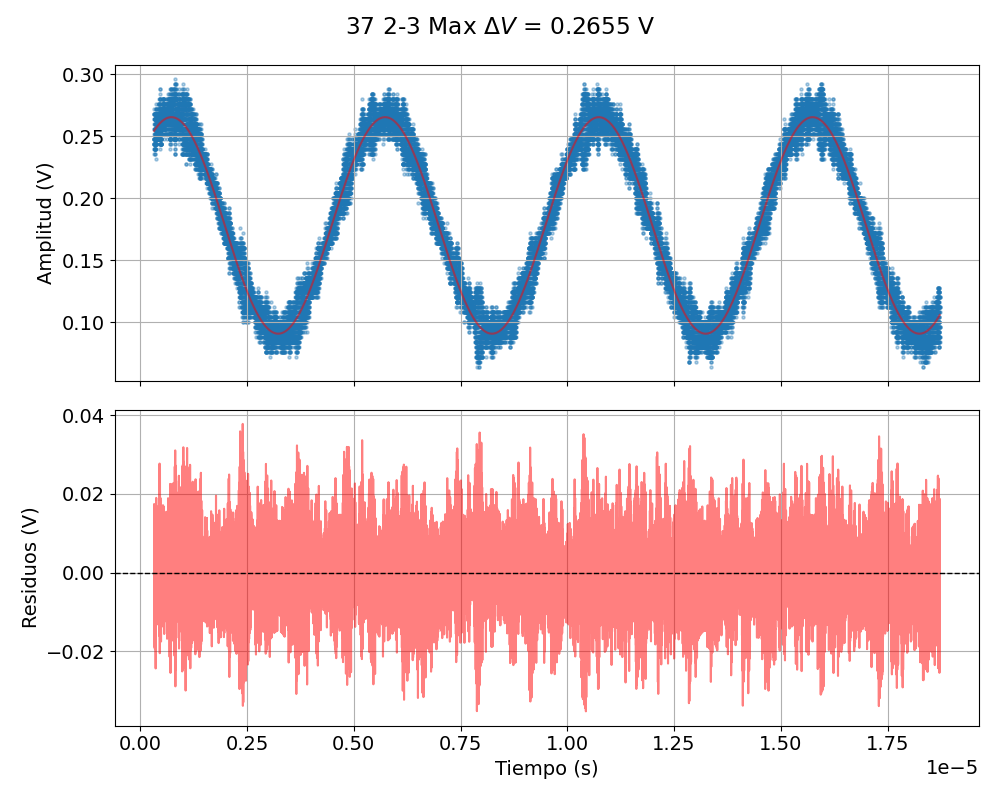 37 2-3 Max ΔV = 0.2655 V
0.30
0.25
0.20
0.15
0.10
Amplitud (V)
0.04
0.02
0.00
−0.02
Residuos (V)
0.00 0.25 0.50 0.75 1.00 1.25 1.50 1.75
Tiempo (s)
1e−5